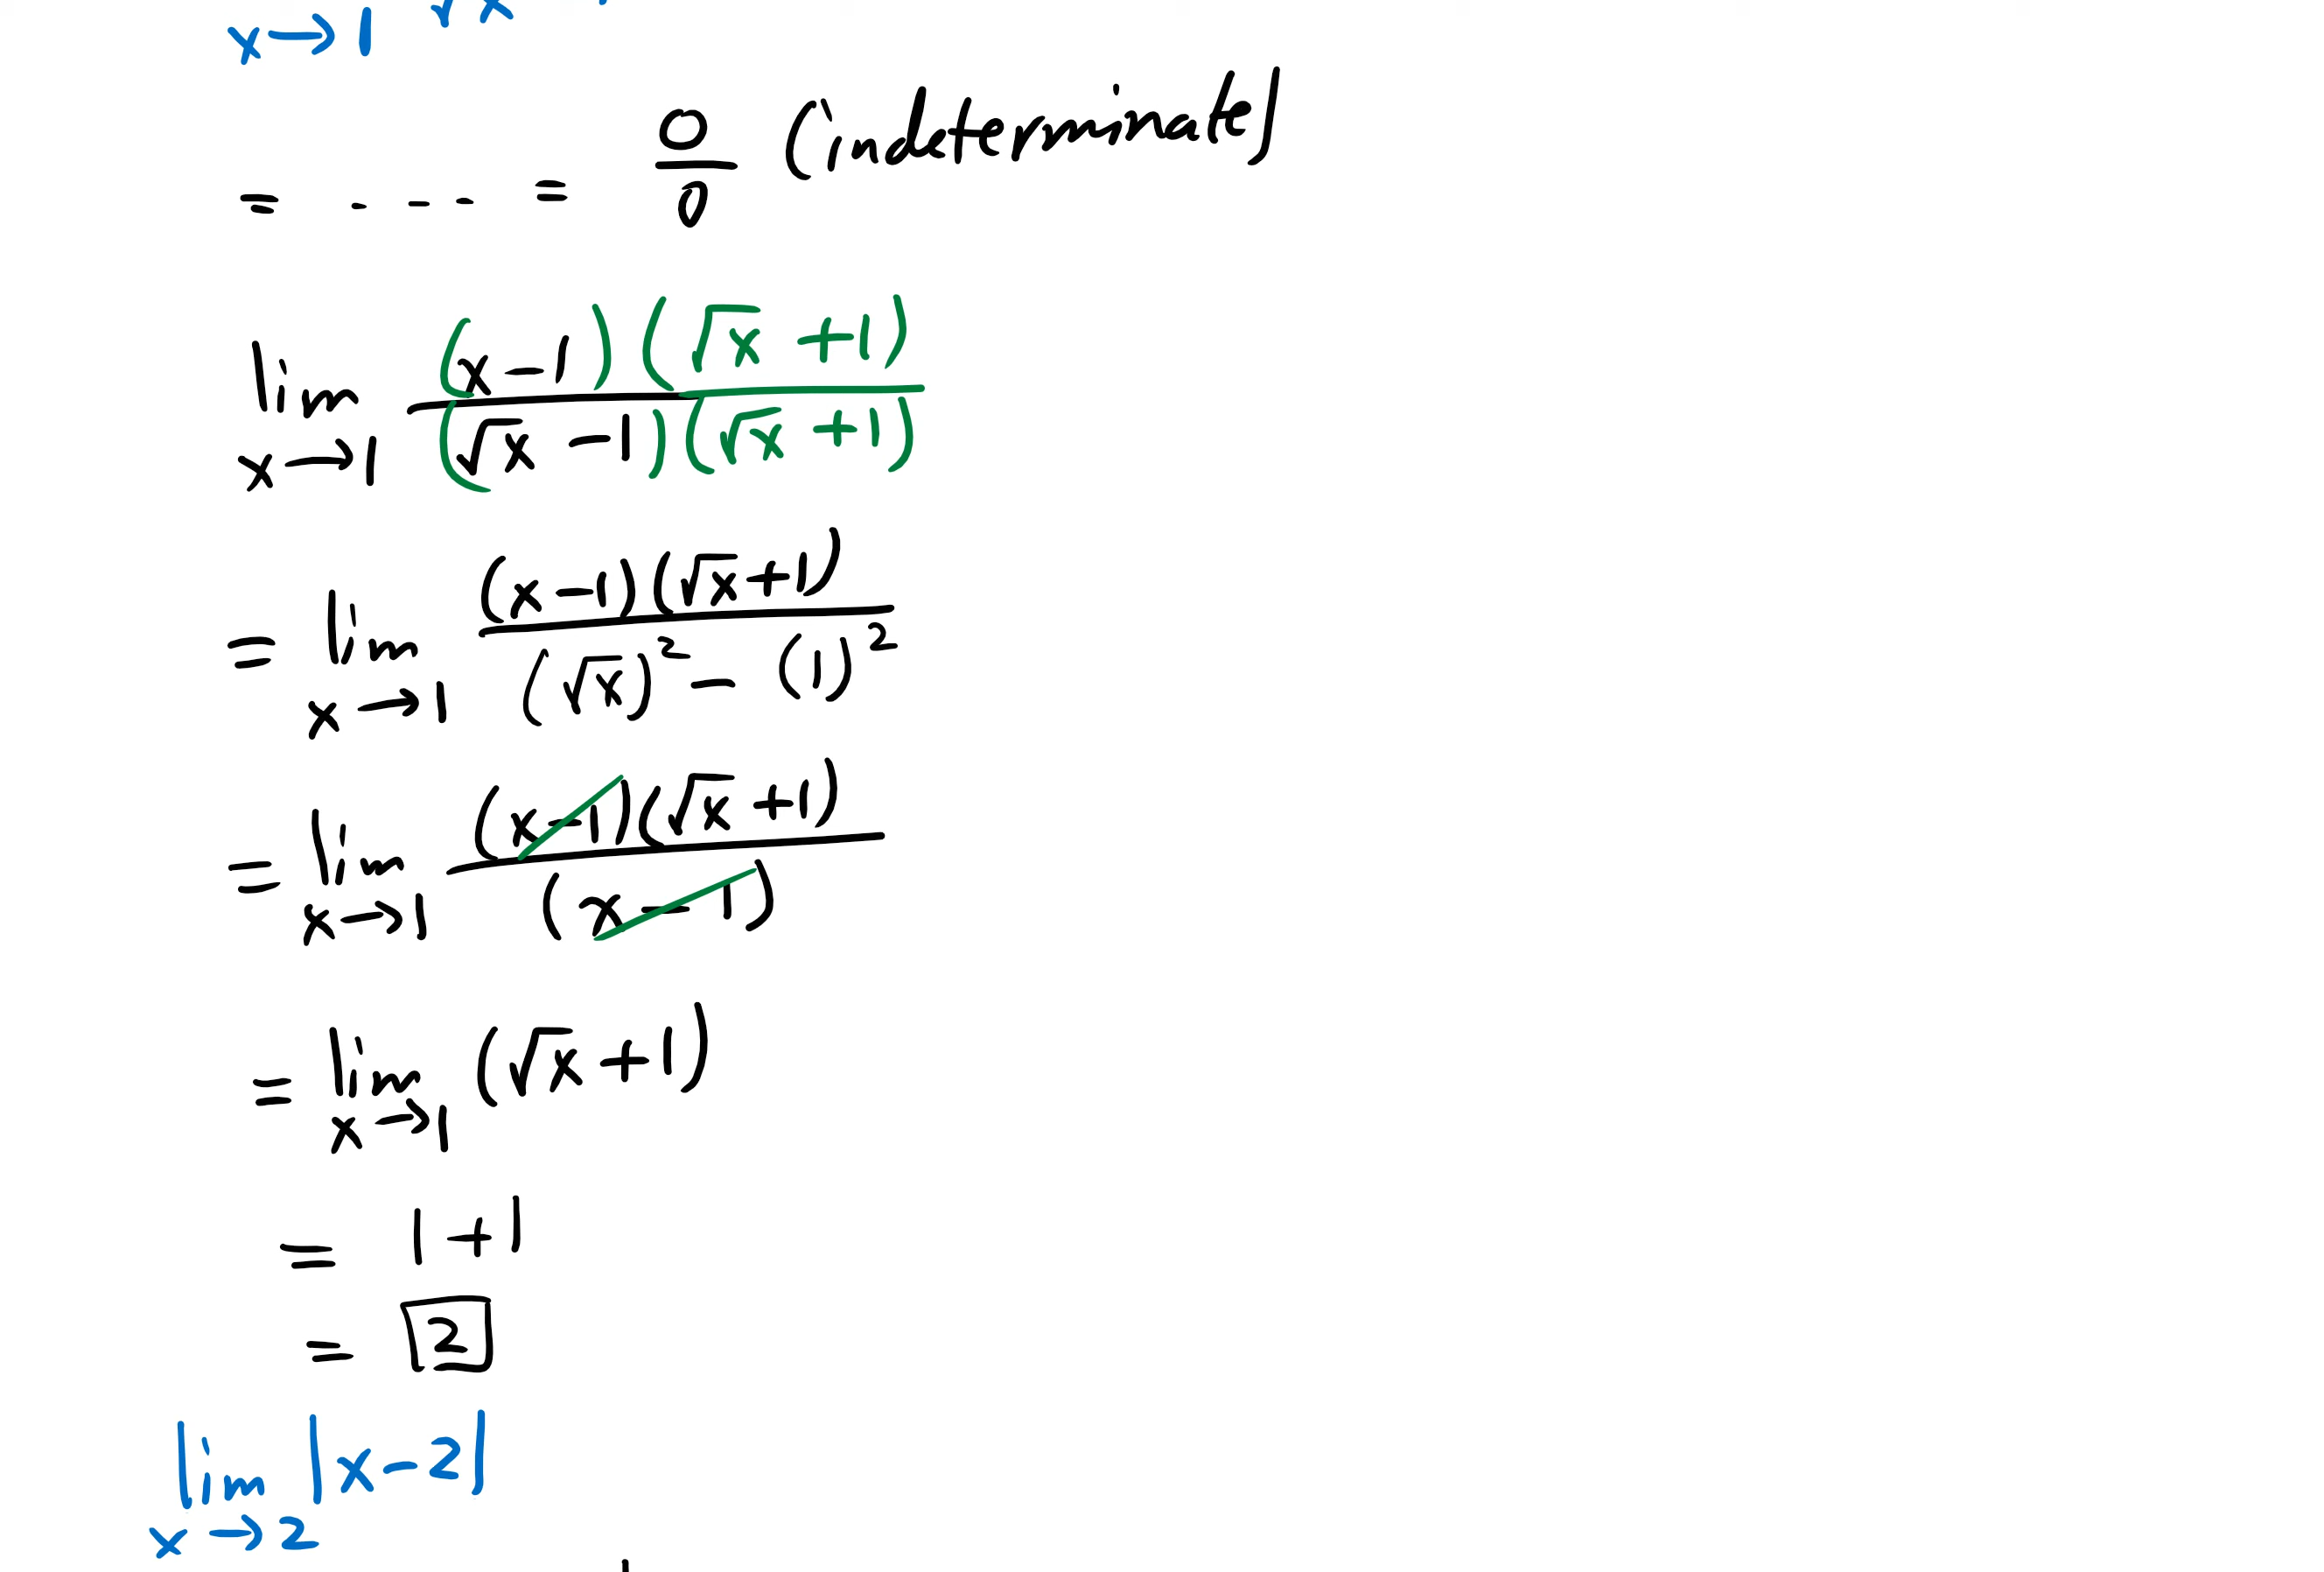 x→1 √x
= . - - - = 0/0 (indeterminate)
lim x→1 (x-1)(√x +1) / (√x -1)(√x +1)
= lim x→1 (x-1)(√x+1) / (√x)² - (1)²
= lim x→1 (x-1)(√x+1) / (x-1)
= lim x→1 (√x+1)
= 1+1
= 2
lim x→2 |x-2|